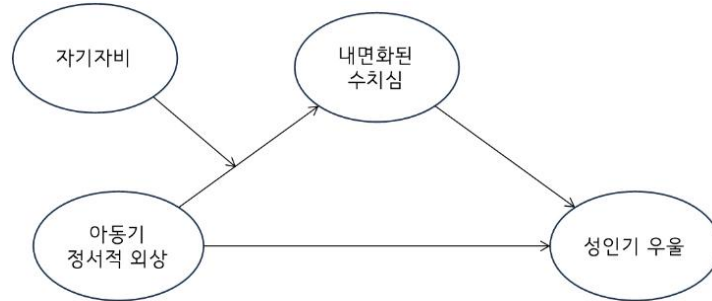 자기자비
내면화된
수치심
아동기
정서적 외상
성인기 우울